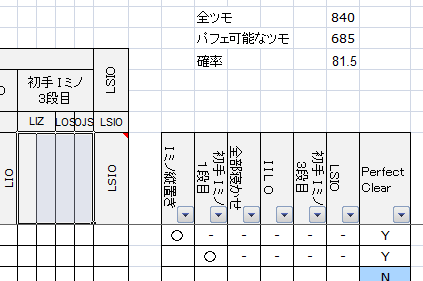 全ツモ 840
パフェ可能なツモ 685
確率 81.5
初手Iミノ
3段目
LSIO
LIZ LOS OJS LSIO
LIO
LSIO
Iミノ縦置き
初手Iミノ
1段目
全部寝かせ
IILO
初手Iミノ
3段目
LSIO
Perfect
Clear
○ - - - - - Y
- ○ - - - - Y
N